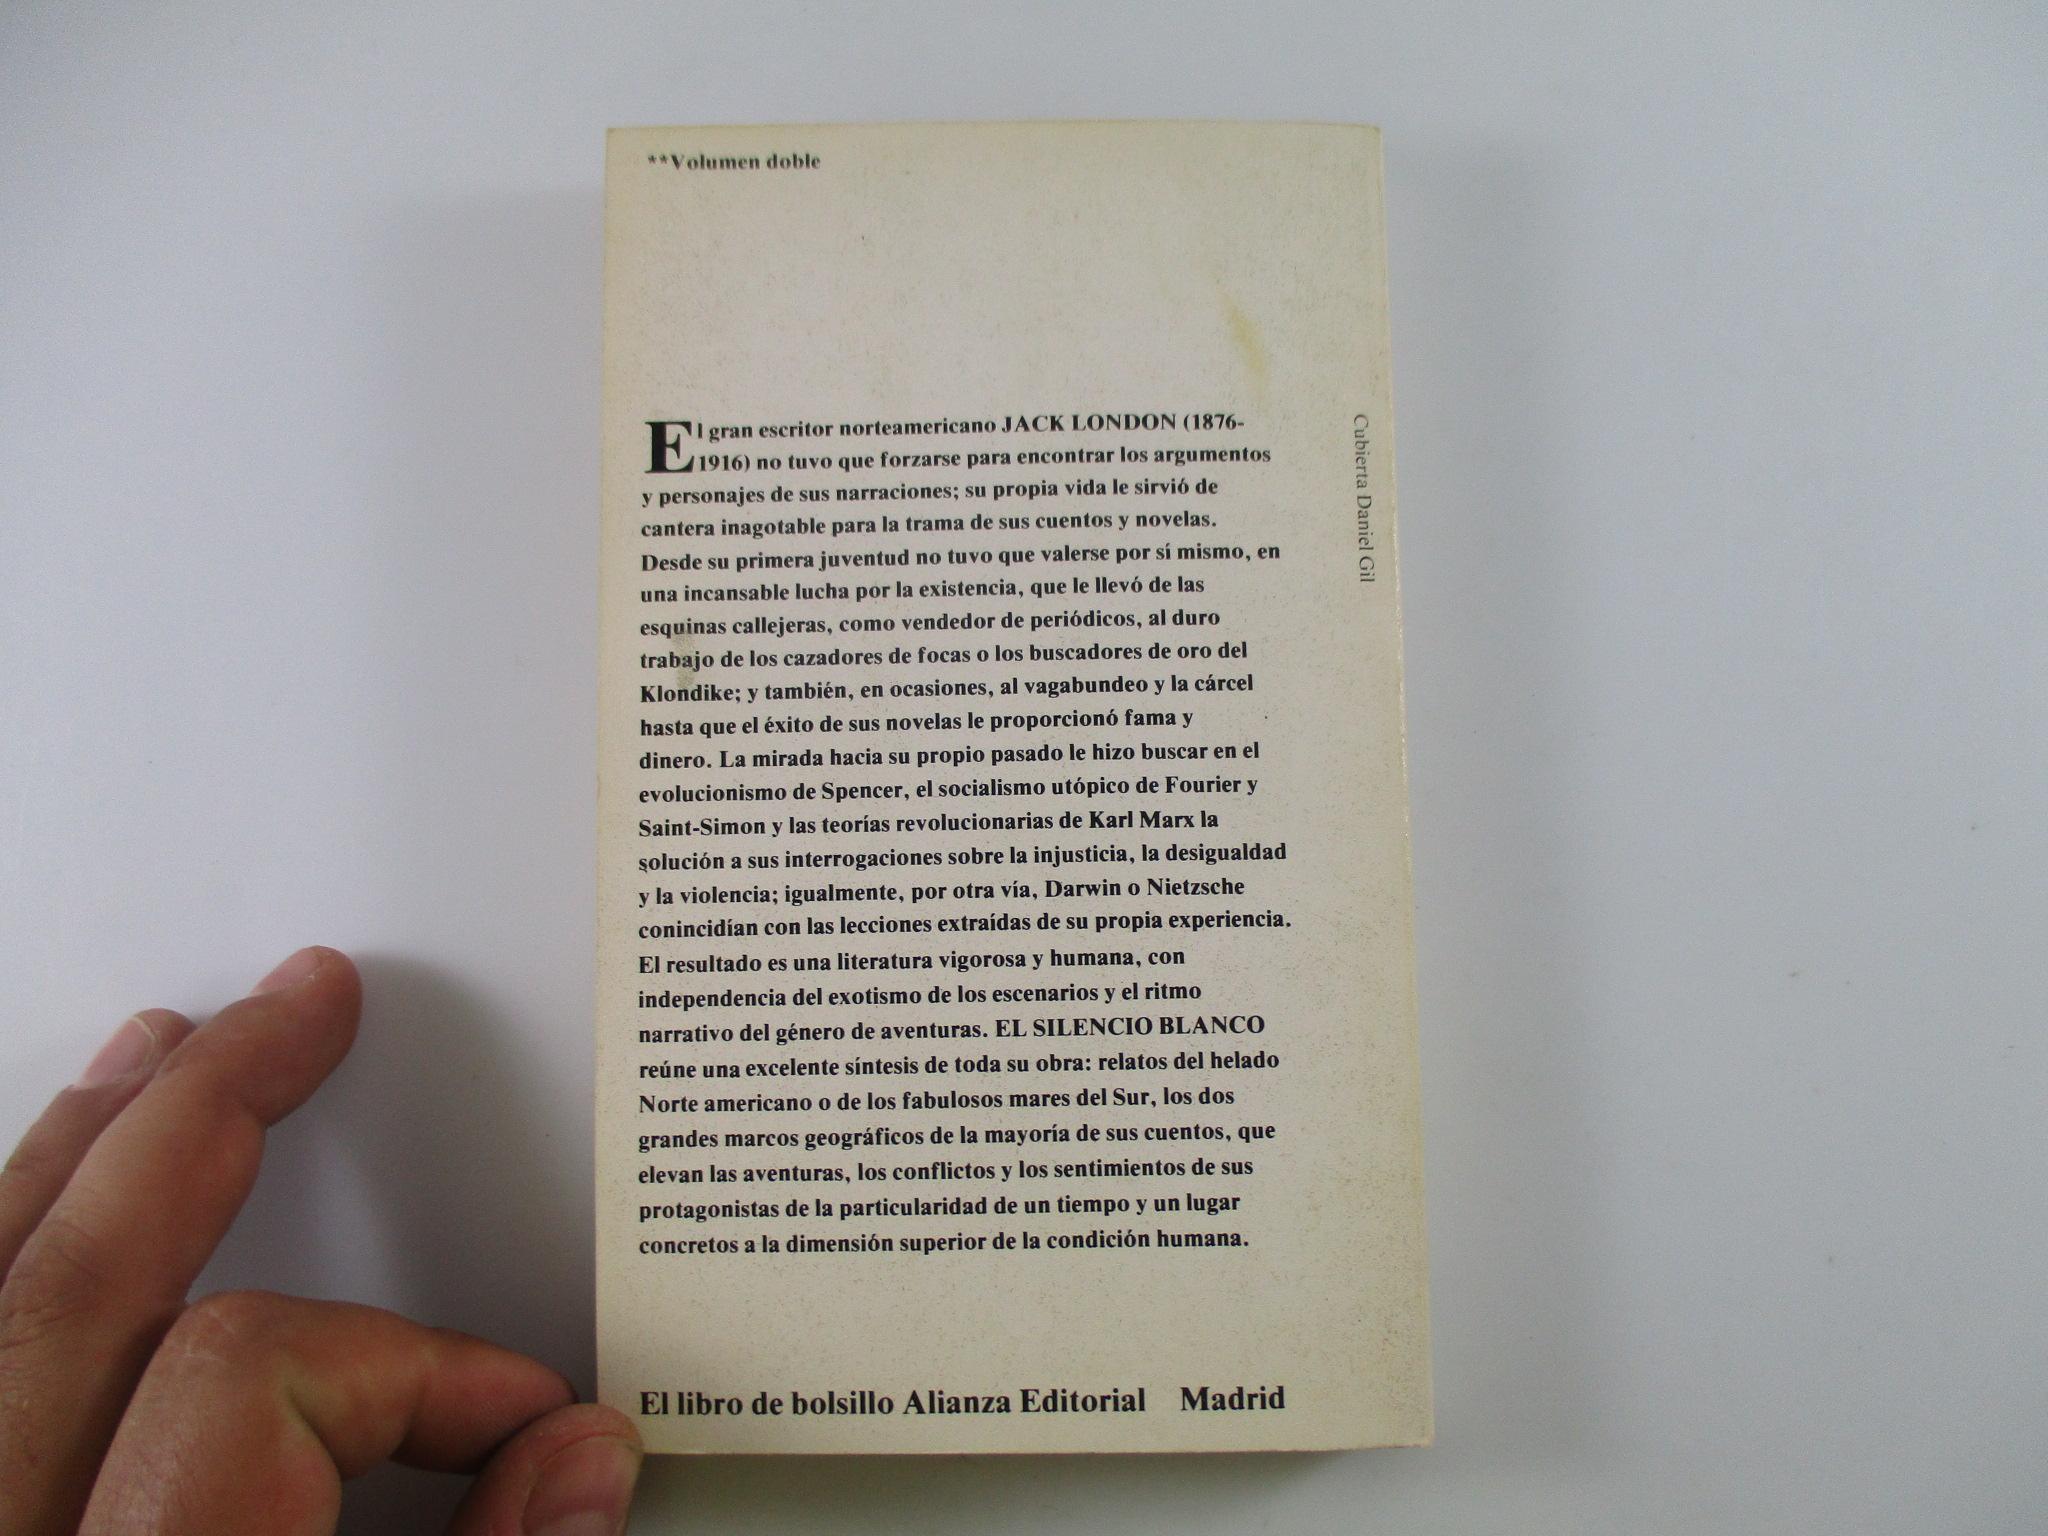 **Volumen doble
El gran escritor norteamericano JACK LONDON (1876-
1916) no tuvo que forzarse para encontrar los argumentos
y personajes de sus narraciones; su propia vida le sirvió de
cantera inagotable para la trama de sus cuentos y novelas.
Desde su primera juventud no tuvo que valerse por sí mismo, en
una incansable lucha por la existencia, que le llevó de las
esquinas callejeras, como vendedor de periódicos, al duro
trabajo de los cazadores de focas o los buscadores de oro del
Klondike; y también, en ocasiones, al vagabundeo y la cárcel
hasta que el éxito de sus novelas le proporcionó fama y
dinero. La mirada hacia su propio pasado le hizo buscar en el
evolucionismo de Spencer, el socialismo utópico de Fourier y
Saint-Simon y las teorías revolucionarias de Karl Marx la
solución a sus interrogaciones sobre la injusticia, la desigualdad
y la violencia; igualmente, por otra vía, Darwin o Nietzsche
conincidían con las lecciones extraídas de su propia experiencia.
El resultado es una literatura vigorosa y humana, con
independencia del exotismo de los escenarios y el ritmo
narrativo del género de aventuras. EL SILENCIO BLANCO
reúne una excelente síntesis de toda su obra: relatos del helado
Norte americano o de los fabulosos mares del Sur, los dos
grandes marcos geográficos de la mayoría de sus cuentos, que
elevan las aventuras, los conflictos y los sentimientos de sus
protagonistas de la particularidad de un tiempo y un lugar
concretos a la dimensión superior de la condición humana.
Cubierta Daniel Gil
El libro de bolsillo Alianza Editorial Madrid